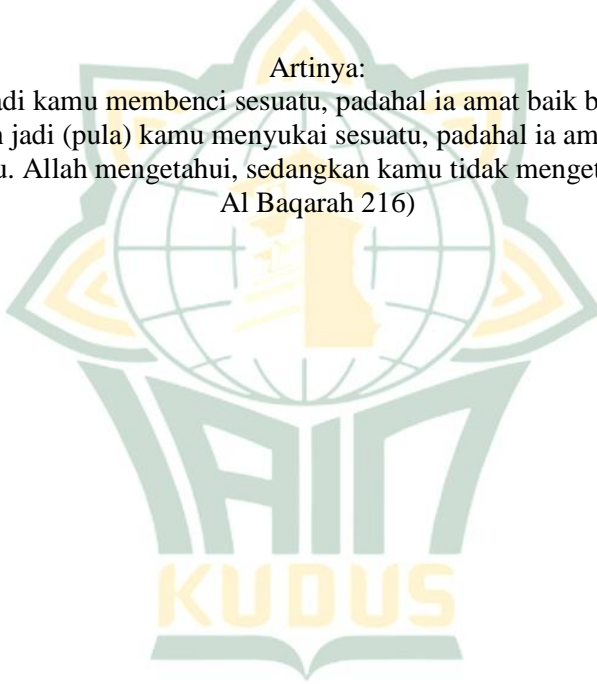 Artinya:
adi kamu membenci sesuatu, padahal ia amat baik b
jadi (pula) kamu menyukai sesuatu, padahal ia am
u. Allah mengetahui, sedangkan kamu tidak menget
Al Baqarah 216)
IAIN
KUDUS